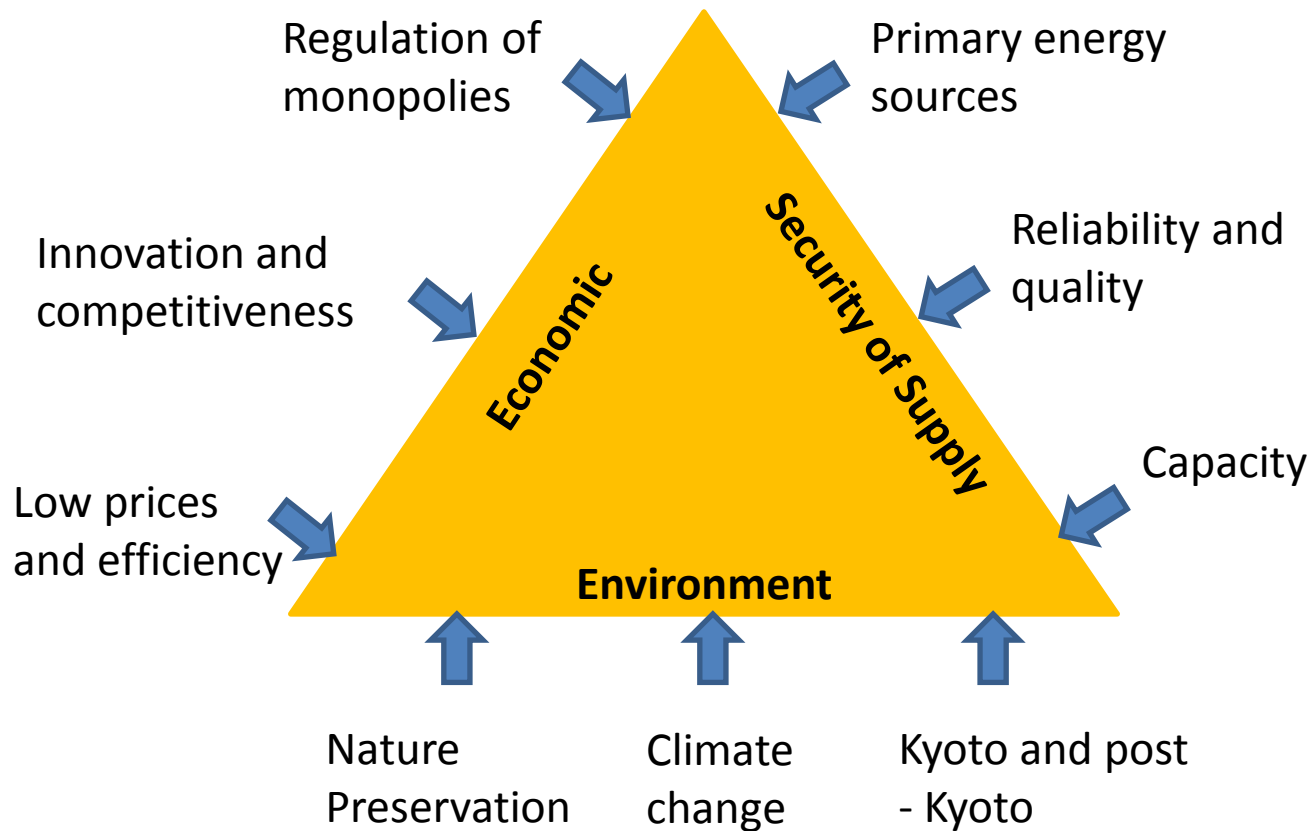 Regulation of
monopolies
Primary energy
sources
Innovation and
competitiveness
Economic
Security of Supply
Reliability and
quality
Low prices
and efficiency
Capacity
Environment
Nature
Preservation
Climate
change
Kyoto and post
- Kyoto